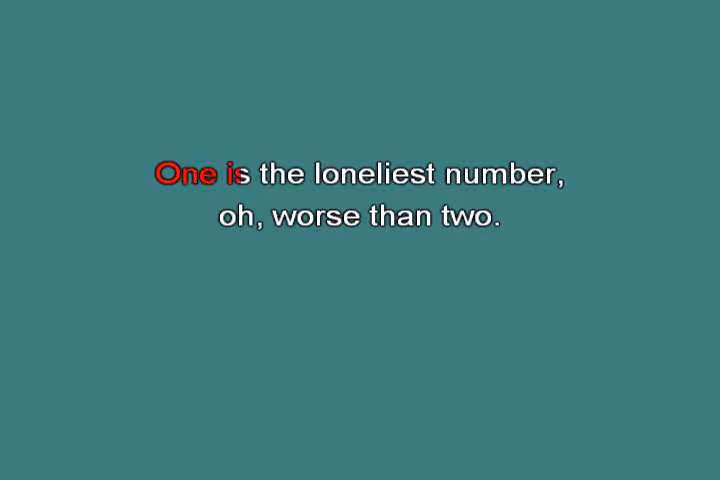 One is the loneliest number,
oh, worse than two.